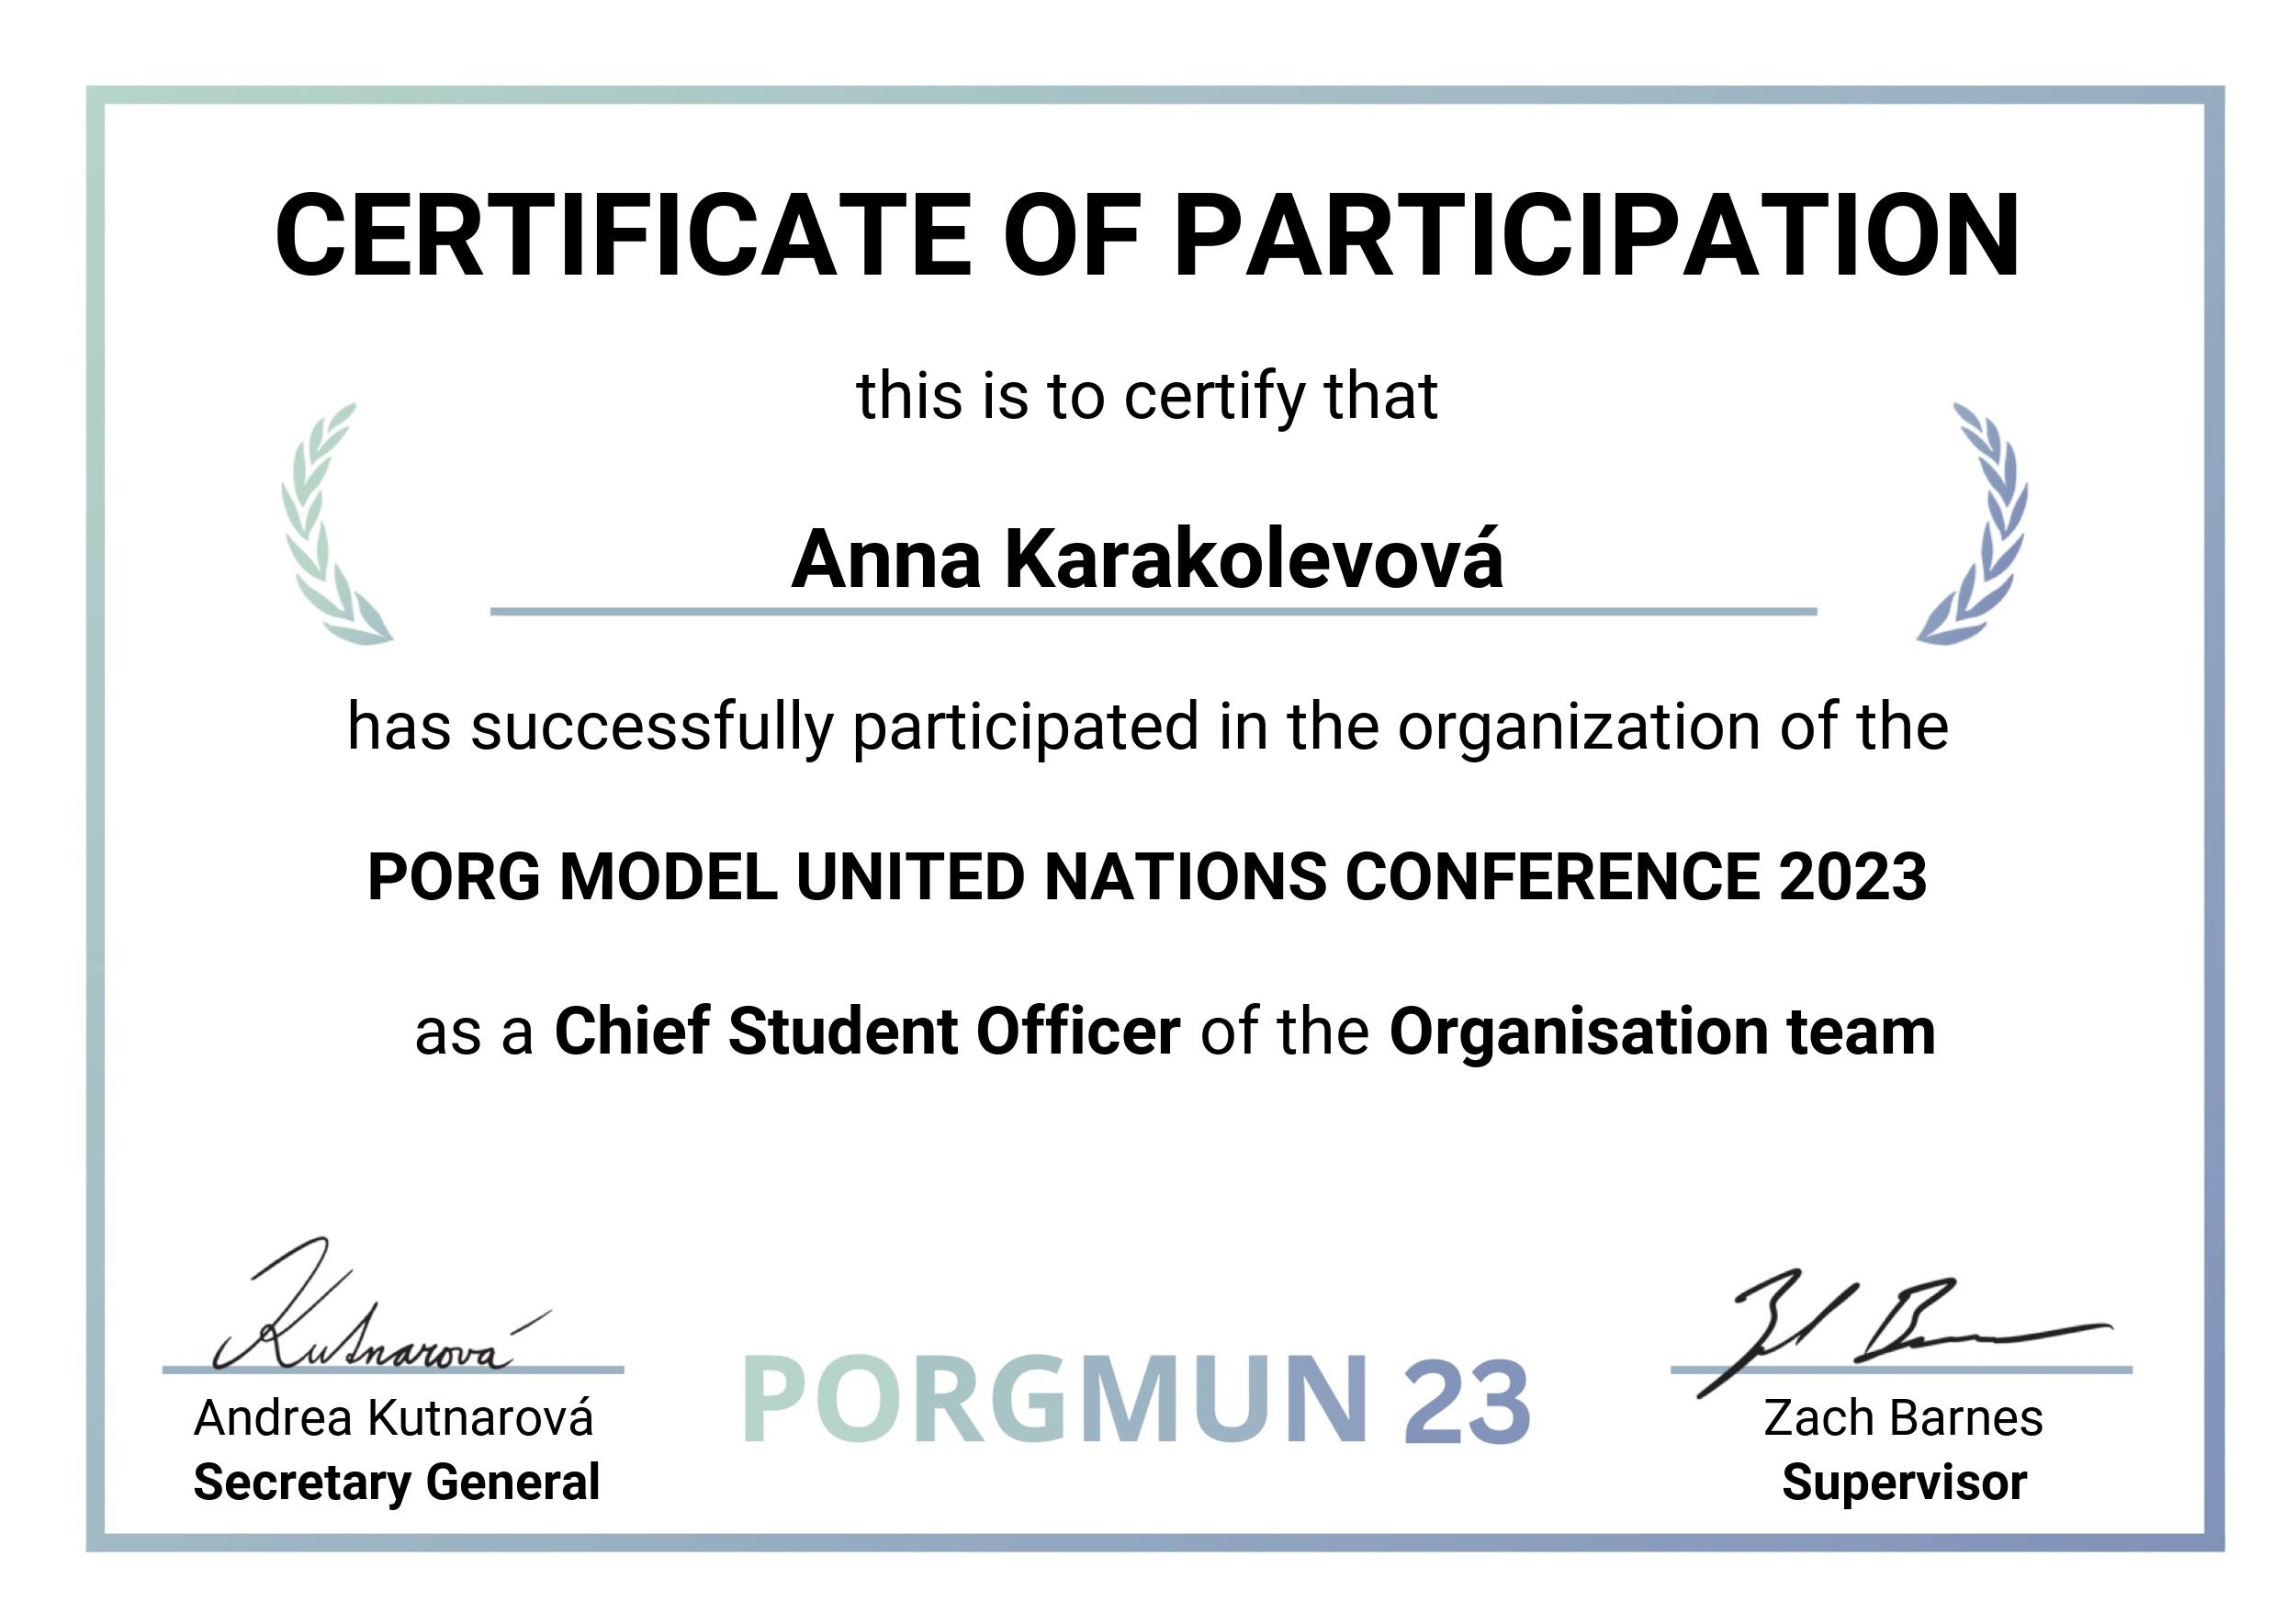 CERTIFICATE OF PARTICIPATION
this is to certify that
Anna Karakolevová
has successfully participated in the organization of the
PORG MODEL UNITED NATIONS CONFERENCE 2023
as a Chief Student Officer of the Organisation team
Kutnarová
Andrea Kutnarová
Secretary General
PORGMUN 23
Zach Barnes
Supervisor